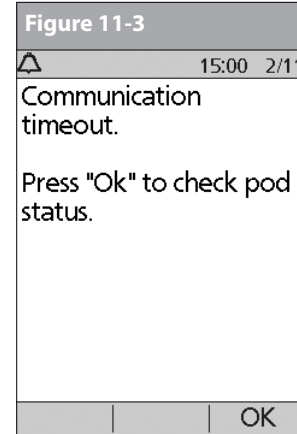 Figure 11-3
15:00 2/11
Communication
timeout.
Press "Ok" to check pod
status.
OK